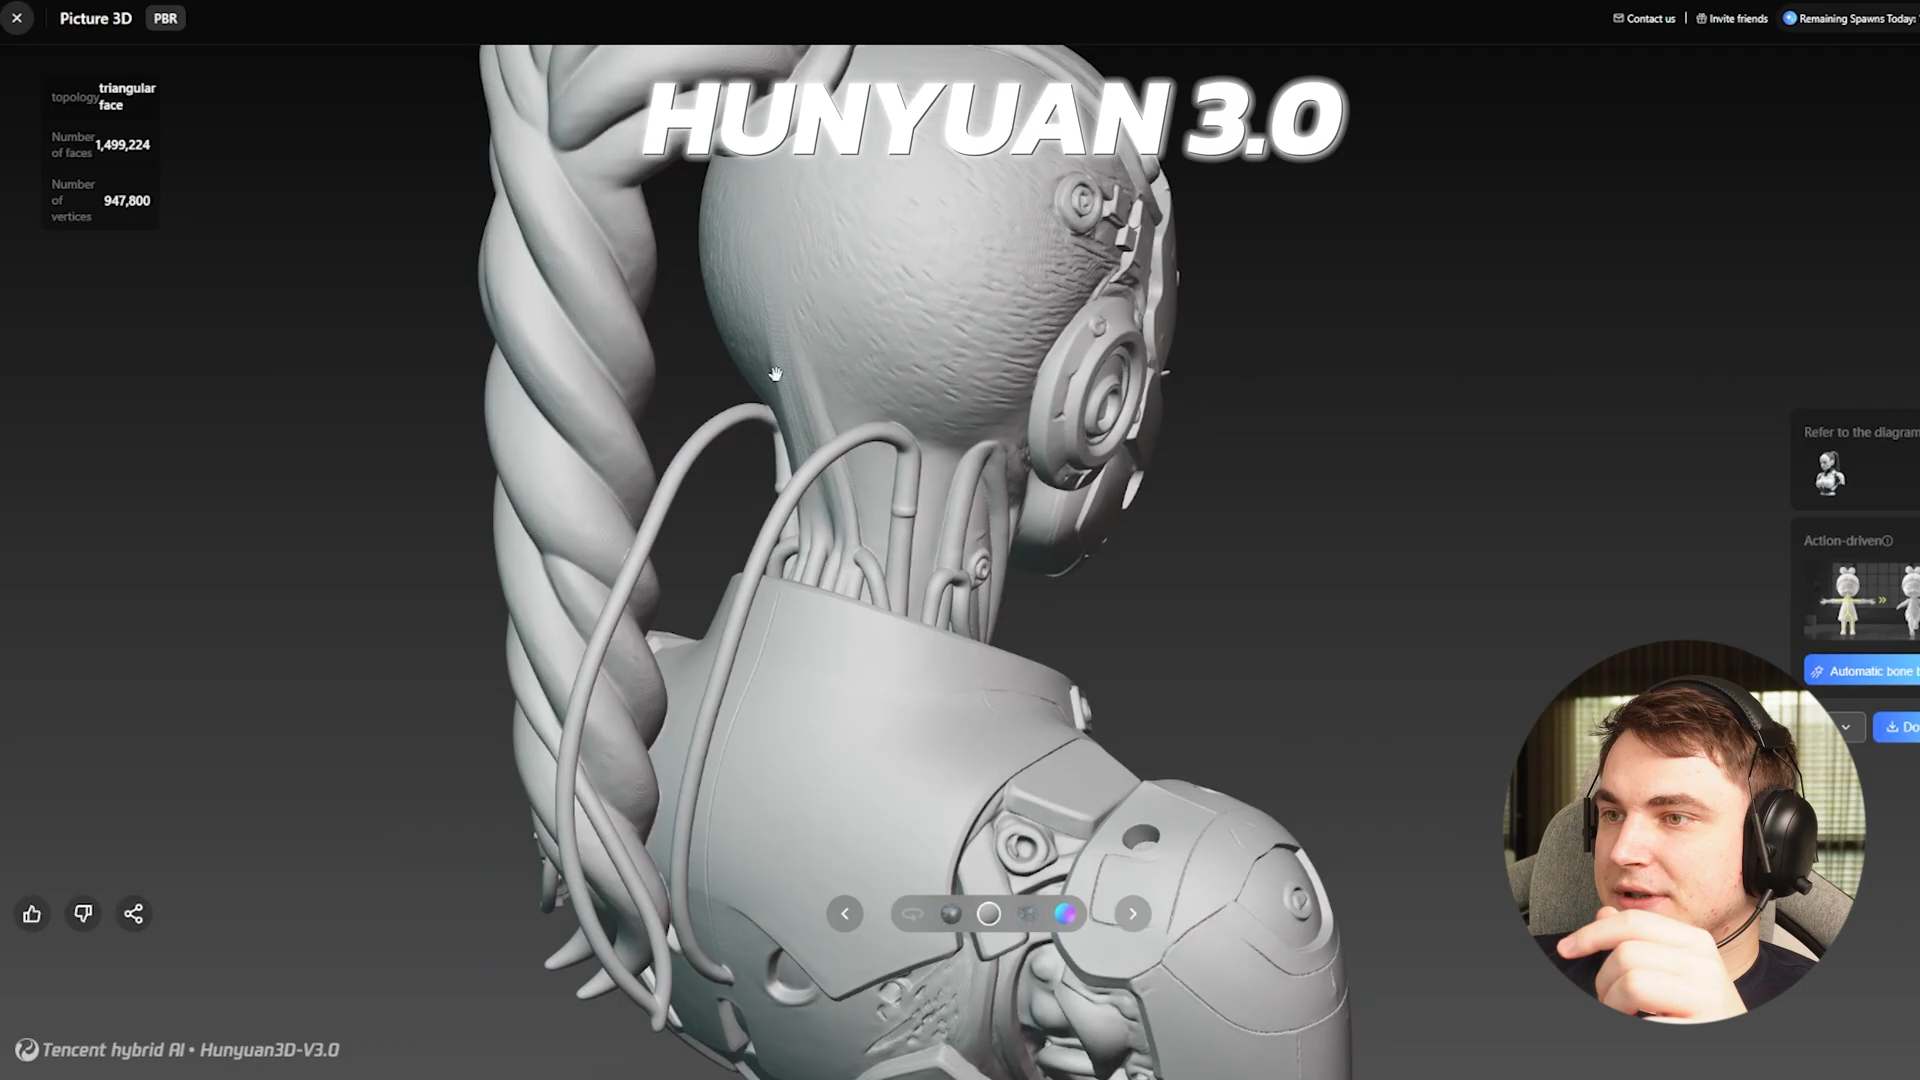 Picture 3D
PBR
Contact us
Invite friends
Remaining Spawns Today:
topology
triangular
face
Number
of faces
1,499,224
Number
of
vertices
947,800
HUNYUAN 3.0
Refer to the diagram
Action-driven
Automatic bone
Tencent hybrid AI • Hunyuan3D-V3.0